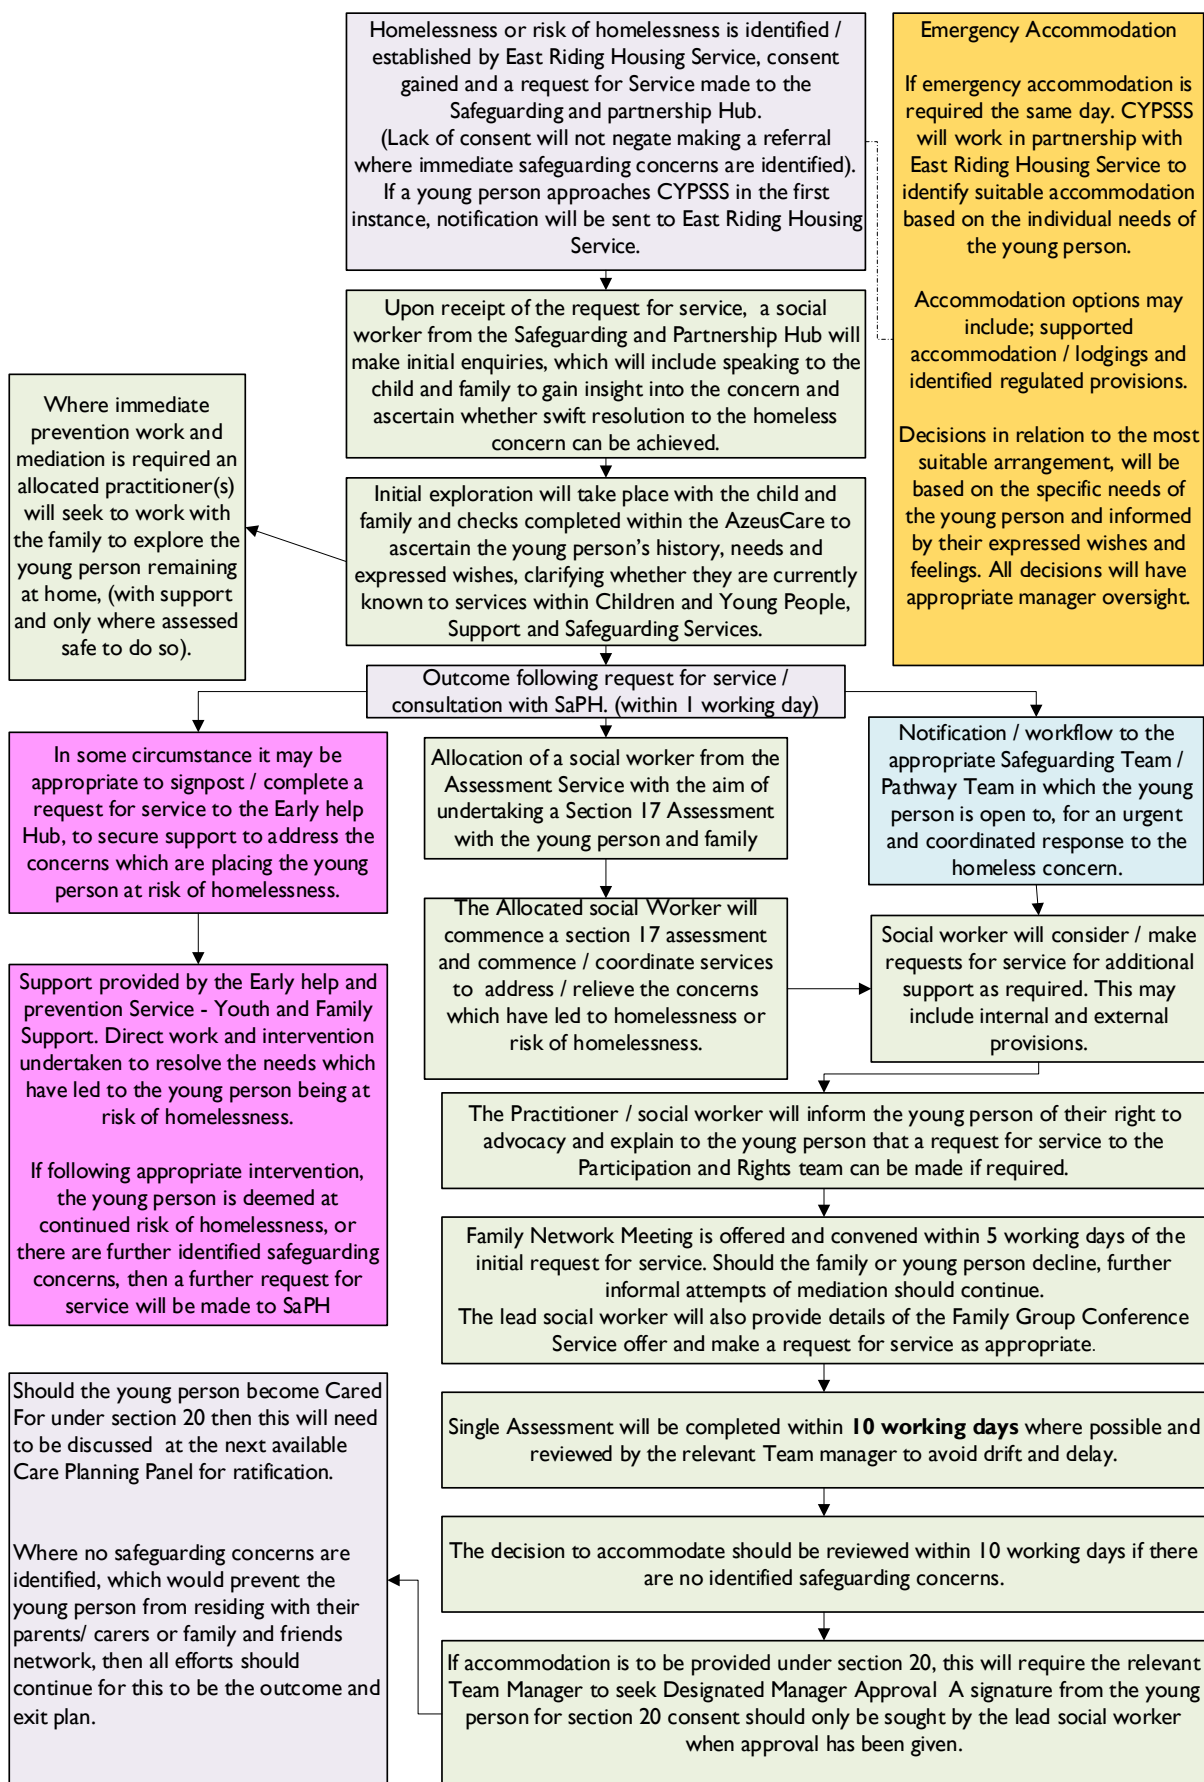 Homelessness or risk of homelessness is identified /
established by East Riding Housing Service, consent
gained and a request for Service made to the
Safeguarding and partnership Hub.
(Lack of consent will not negate making a referral
where immediate safeguarding concerns are identified).
If a young person approaches CYPSSS in the first
instance, notification will be sent to East Riding Housing
Service.
Emergency Accommodation
If emergency accommodation is
required the same day. CYPSSS
will work in partnership with
East Riding Housing Service to
identify suitable accommodation
based on the individual needs of
the young person.
Accommodation options may
include; supported
accommodation / lodgings and
identified regulated provisions.
Decisions in relation to the most
suitable arrangement, will be
based on the specific needs of
the young person and informed
by their expressed wishes and
feelings. All decisions will have
appropriate manager oversight.
Upon receipt of the request for service, a social
worker from the Safeguarding and Partnership Hub will
make initial enquiries, which will include speaking to the
child and family to gain insight into the concern and
ascertain whether swift resolution to the homeless
concern can be achieved.
Where immediate
prevention work and
mediation is required an
allocated practitioner(s)
will seek to work with
the family to explore the
young person remaining
at home, (with support
and only where assessed
safe to do so).
Initial exploration will take place with the child and
family and checks completed within the AzeusCare to
ascertain the young person's history, needs and
expressed wishes, clarifying whether they are currently
known to services within Children and Young People,
Support and Safeguarding Services.
Outcome following request for service /
consultation with SaPH. (within 1 working day)
In some circumstance it may be
appropriate to signpost / complete a
request for service to the Early help
Hub, to secure support to address the
concerns which are placing the young
person at risk of homelessness.
Allocation of a social worker from the
Assessment Service with the aim of
undertaking a Section 17 Assessment
with the young person and family
Notification / workflow to the
appropriate Safeguarding Team /
Pathway Team in which the young
person is open to, for an urgent
and coordinated response to the
homeless concern.
The Allocated social Worker will
commence a section 17 assessment
and commence / coordinate services
to address / relieve the concerns
which have led to homelessness or
risk of homelessness.
Social worker will consider / make
requests for service for additional
support as required. This may
include internal and external
provisions.
Support provided by the Early help and
prevention Service - Youth and Family
Support. Direct work and intervention
undertaken to resolve the needs which
have led to the young person being at
risk of homelessness.
If following appropriate intervention,
the young person is deemed at
continued risk of homelessness, or
there are further identified safeguarding
concerns, then a further request for
service will be made to SaPH
The Practitioner / social worker will inform the young person of their right to
advocacy and explain to the young person that a request for service to the
Participation and Rights team can be made if required.
Family Network Meeting is offered and convened within 5 working days of the
initial request for service. Should the family or young person decline, further
informal attempts of mediation should continue.
The lead social worker will also provide details of the Family Group Conference
Service offer and make a request for service as appropriate.
Single Assessment will be completed within 10 working days where possible and
reviewed by the relevant Team manager to avoid drift and delay.
The decision to accommodate should be reviewed within 10 working days if there
are no identified safeguarding concerns.
If accommodation is to be provided under section 20, this will require the relevant
Team Manager to seek Designated Manager Approval A signature from the young
person for section 20 consent should only be sought by the lead social worker
when approval has been given.
Should the young person become Cared
For under section 20 then this will need
to be discussed at the next available
Care Planning Panel for ratification.
Where no safeguarding concerns are
identified, which would prevent the
young person from residing with their
parents/ carers or family and friends
network, then all efforts should
continue for this to be the outcome and
exit plan.